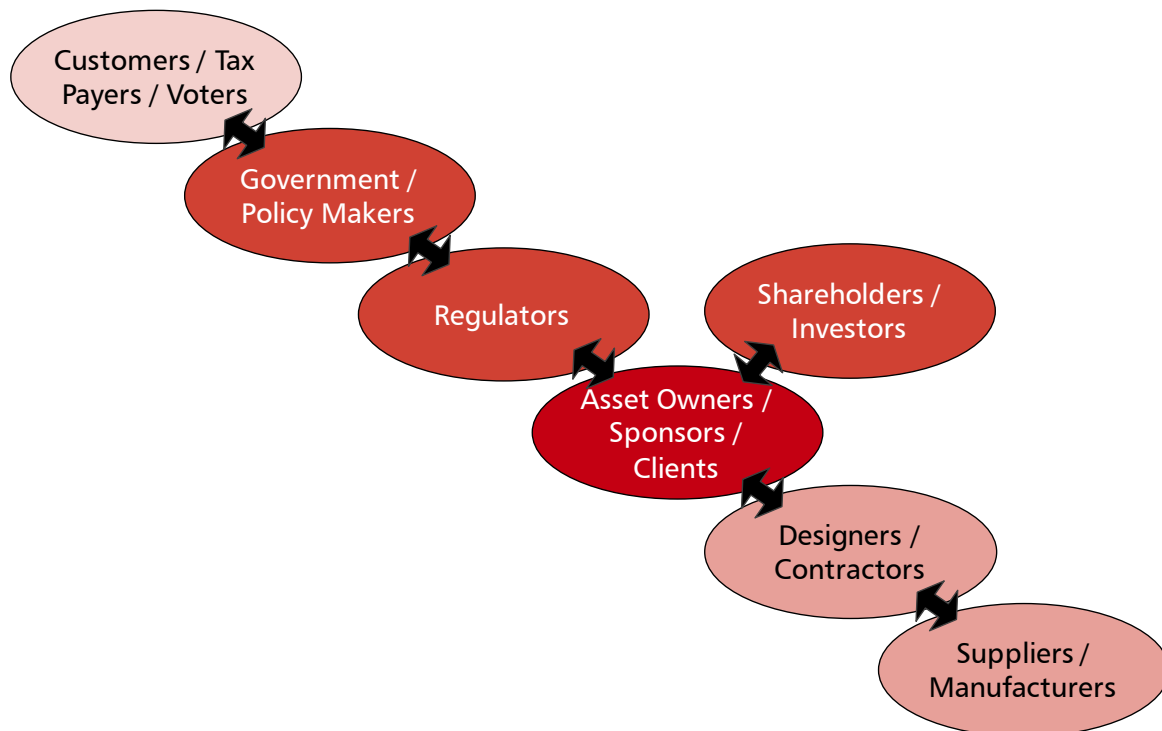 Customers / Tax
Payers / Voters
Government /
Policy Makers
Regulators
Shareholders /
Investors
Asset Owners /
Sponsors /
Clients
Designers /
Contractors
Suppliers /
Manufacturers